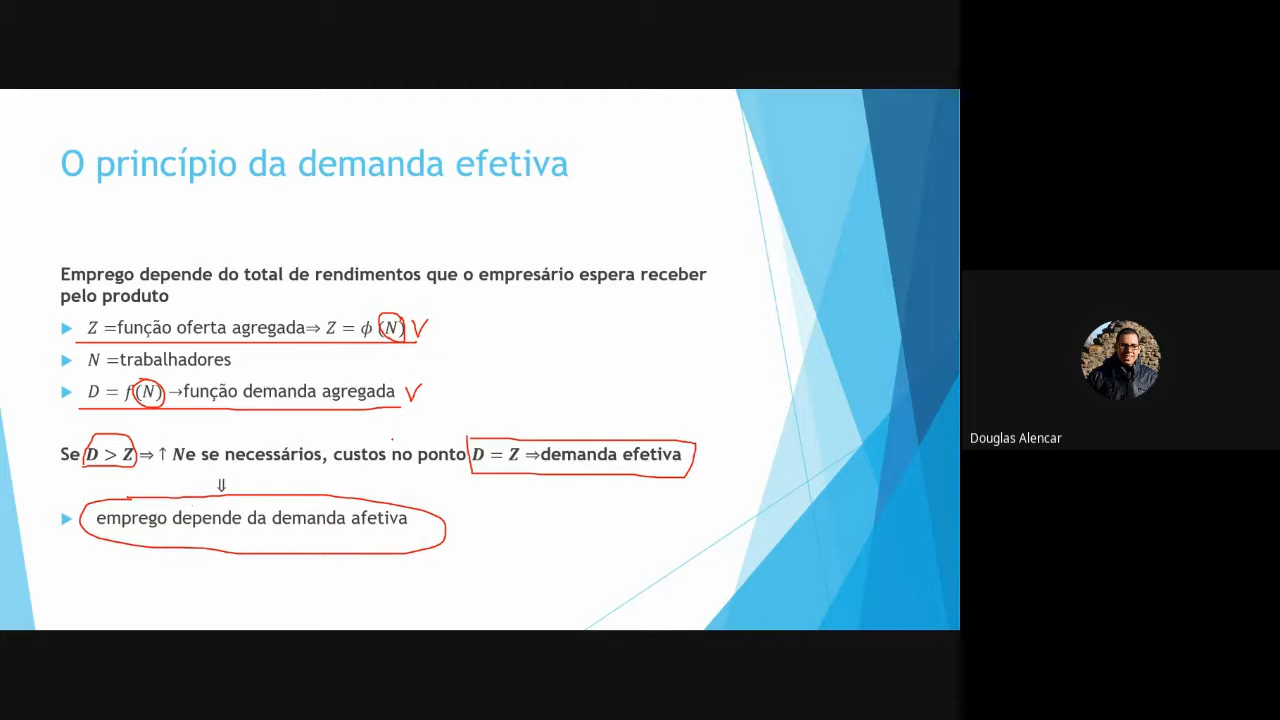 O princípio da demanda efetiva
Emprego depende do total de rendimentos que o empresário espera receber
pelo produto
Z =função oferta agregada⇒ Z = ϕ (N) V
N =trabalhadores
D = f(N) →função demanda agregada V
Se D > Z ⇒↑ Ne se necessários, custos no ponto D = Z ⇒demanda efetiva
⇓
emprego depende da demanda afetiva
Douglas Alencar